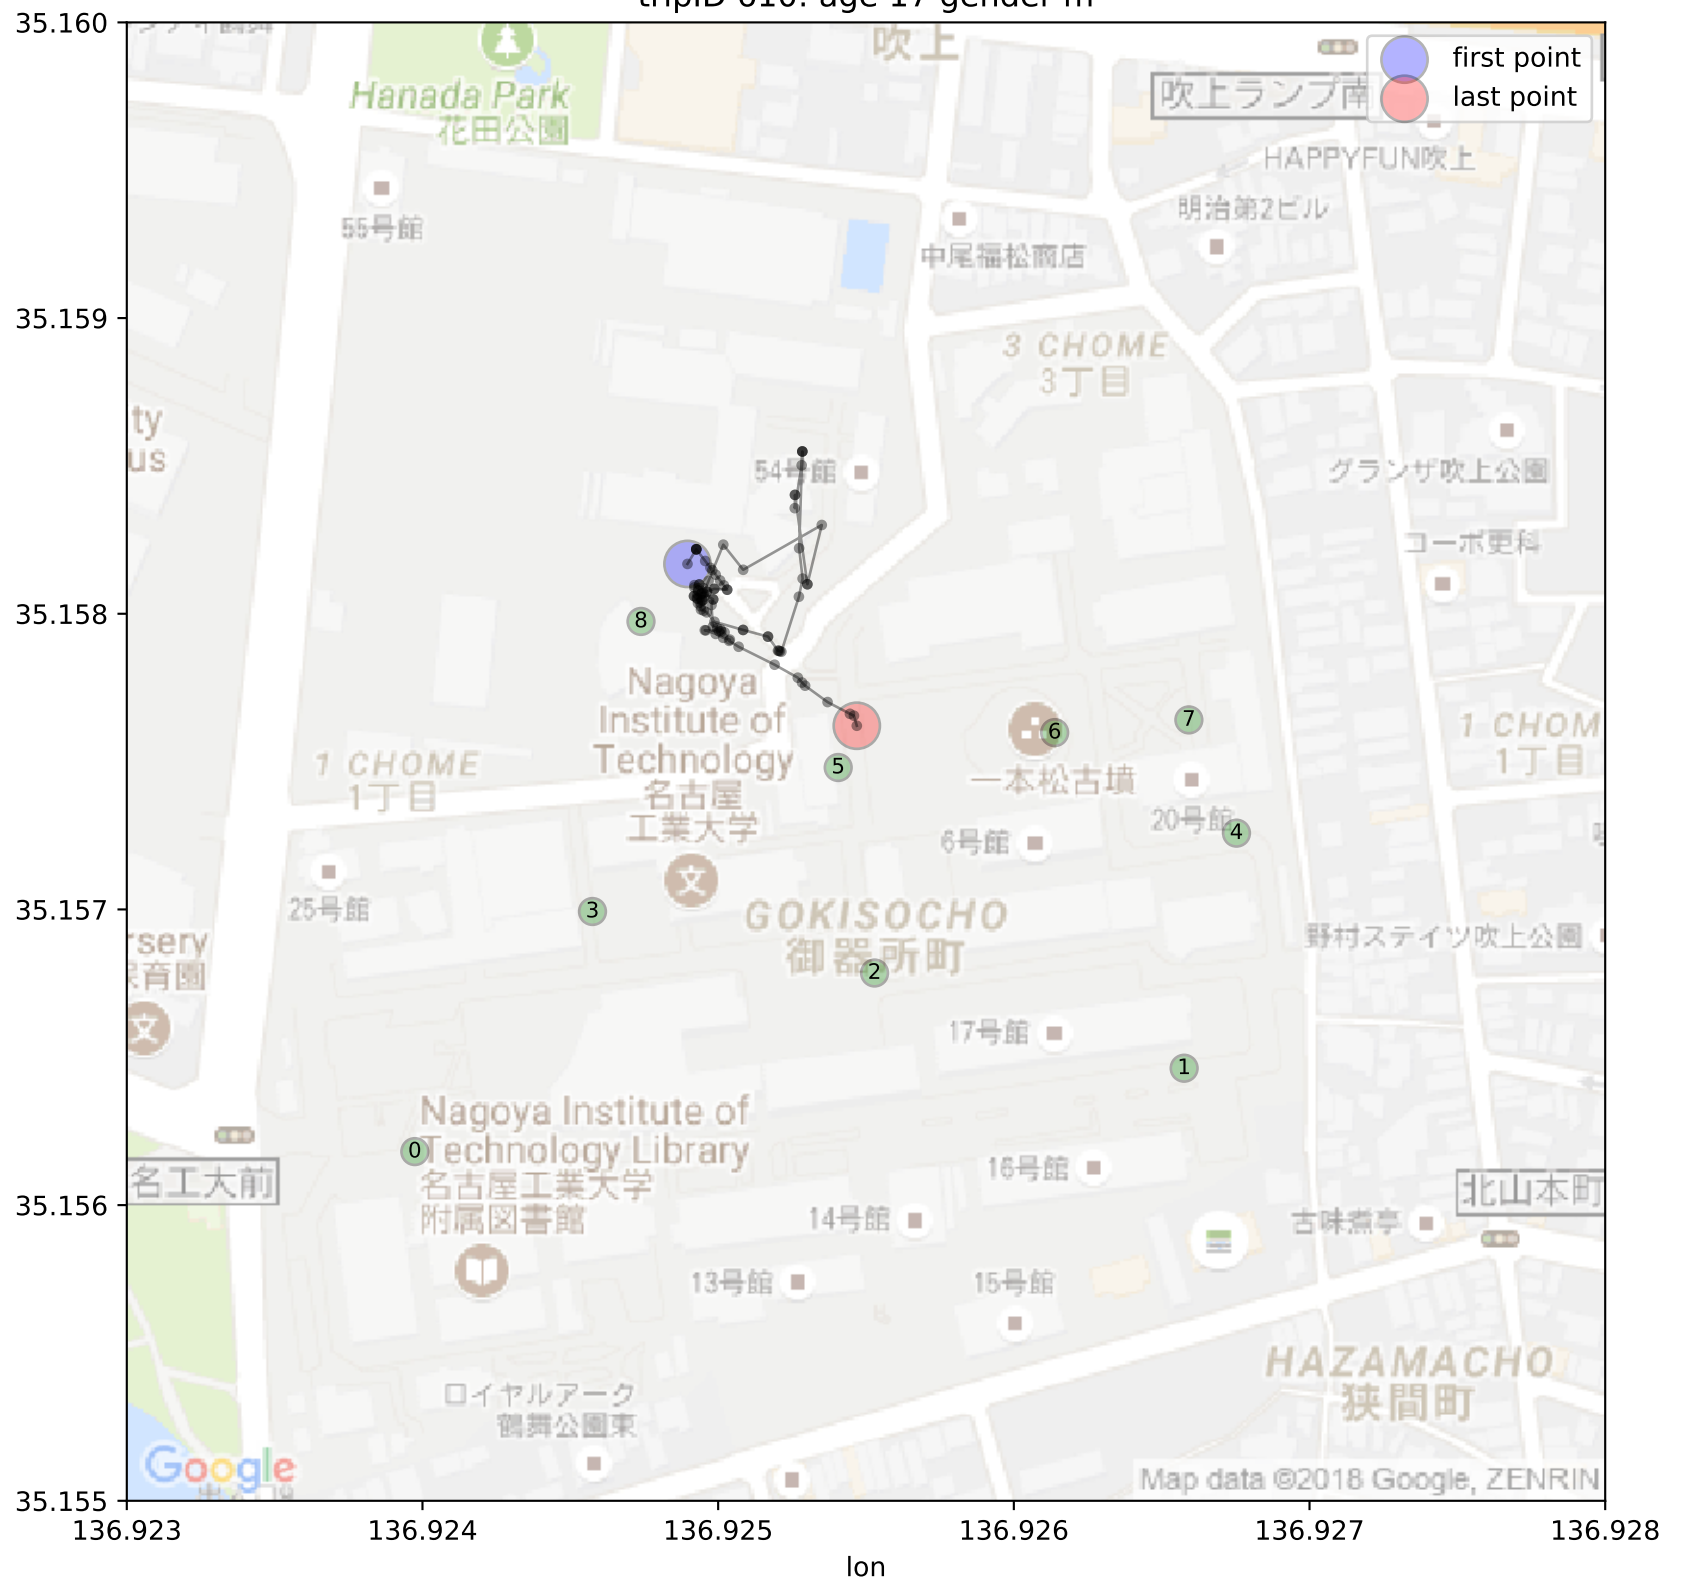 35.160
吹上
first point
吹上ランプ南
last point
Hanada Park
花田公園
HAPPYFUN吹上
明治第2ビル
55号館
中尾福松商店
35.159
3 CHOME
3丁目
ty
us
54号館
グランザ吹上公園
コーポ更科
35.158
8
Nagoya
Institute of
Technology
名古屋
工業大学
7
6
5
1 CHOME
1丁目
1 CHOM
1丁目
一本松古墳
20号館
4
6号館
25号館
3
35.157
GOKISOCHO
御器所町
rsery
保育園
野村ステイツ吹上公園
2
17号館
1
Nagoya Institute of
Technology Library
名古屋工業大学
附属図書館
0
16号館
名工大前
35.156
14号館
北山本町
古味煮亭
13号館
15号館
HAZAMACHO
狭間町
ロイヤルアーク
鶴舞公園東
Google
Map data ©2018 Google, ZENRIN
35.155
136.923
136.924
136.925
136.926
136.927
136.928
lon